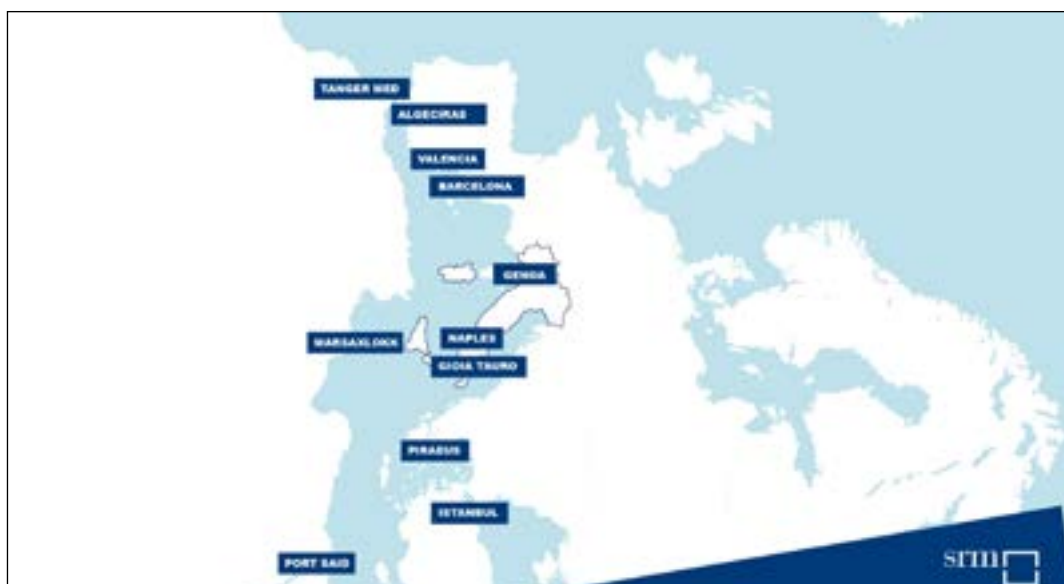 TANGER MED
ALGECIRAS
VALENCIA
BARCELONA
GENOA
NAPLES
MARSAXLOKK
GIOIA TAURO
PIRAEUS
ISTANBUL
PORT SAID
srm